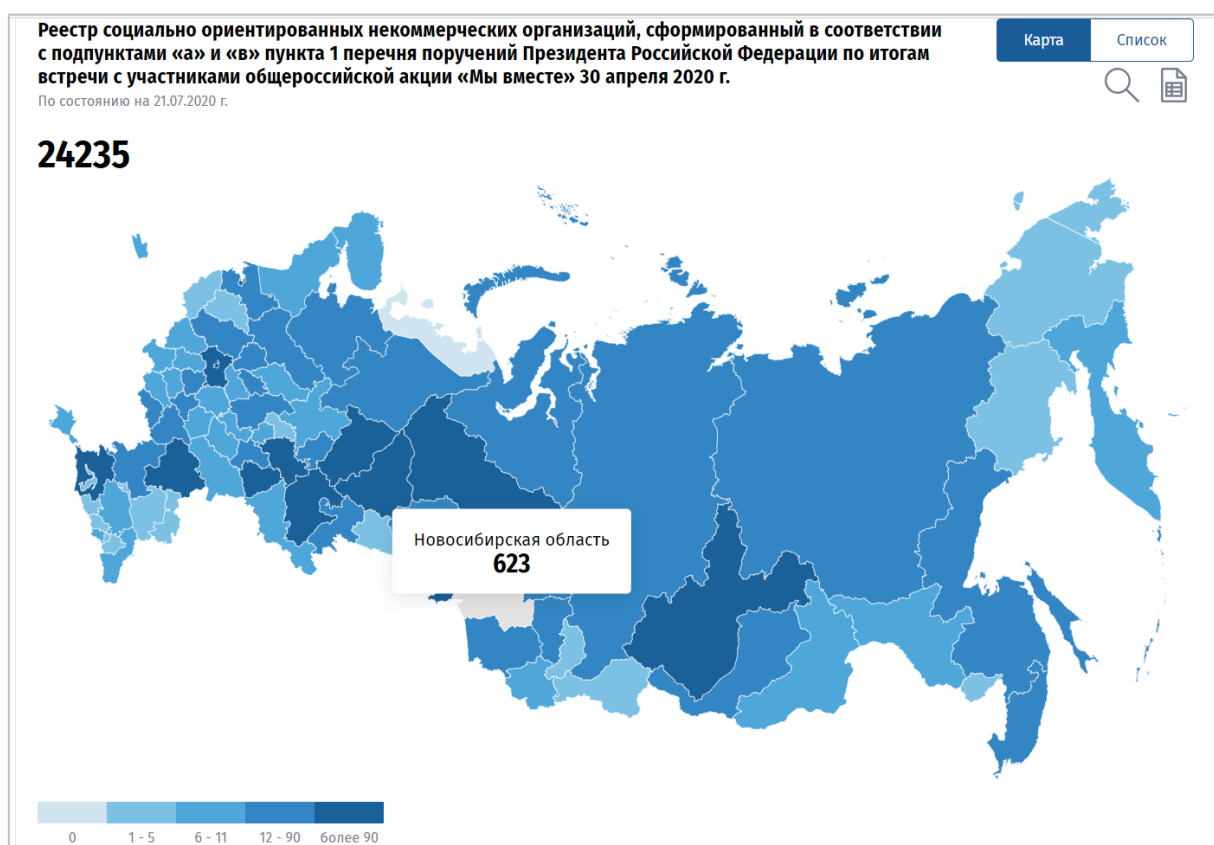 Реестр социально ориентированных некоммерческих организаций, сформированный в соответствии
с подпунктами «а» и «в» пункта 1 перечня поручений Президента Российской Федерации по итогам
встречи с участниками общероссийской акции «Мы вместе» 30 апреля 2020 г.
Карта
Список
По состоянию на 21.07.2020 г.
24235
Новосибирская область
623
0
1 - 5
6 - 11
12 - 90
более 90